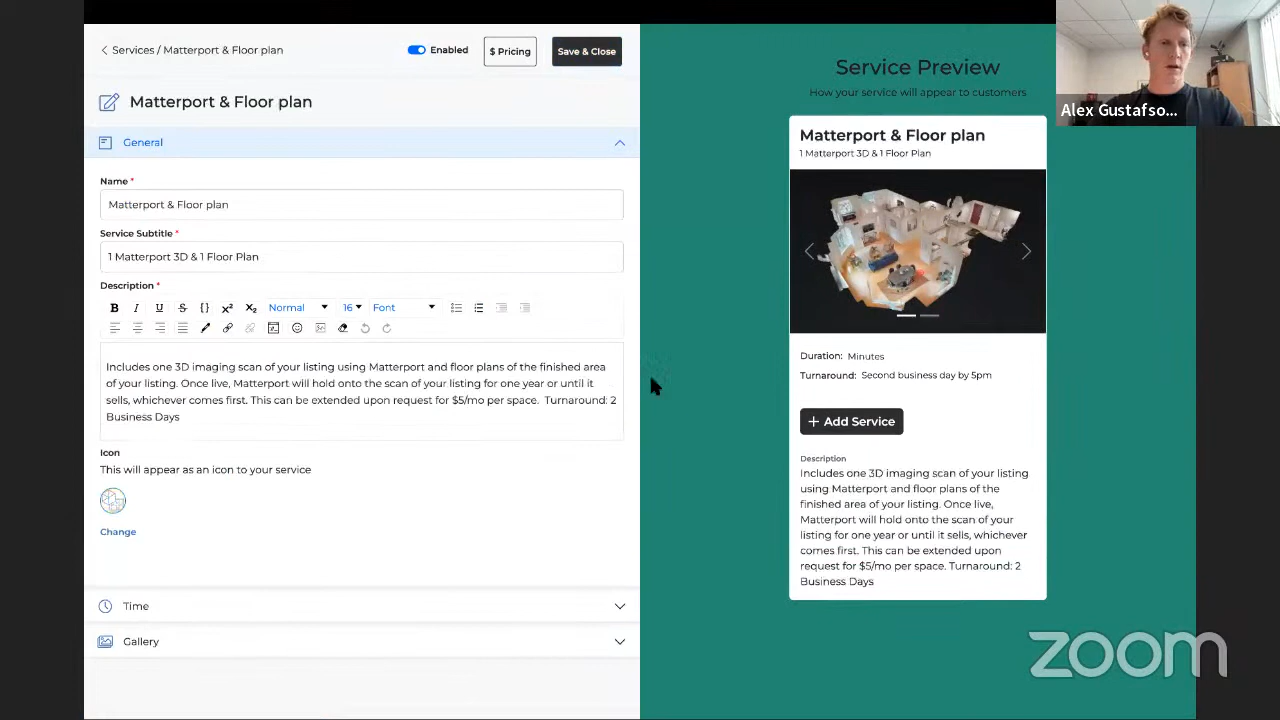 Services / Matterport & Floor plan
Enabled
$ Pricing
Save & Close
Matterport & Floor plan
General
Name *
Matterport & Floor plan
Service Subtitle *
1 Matterport 3D & 1 Floor Plan
Description *
B I U S { } X² X₂ Normal 16 Font
Includes one 3D imaging scan of your listing using Matterport and floor plans of the finished area
of your listing. Once live, Matterport will hold onto the scan of your listing for one year or until it
sells, whichever comes first. This can be extended upon request for $5/mo per space. Turnaround: 2
Business Days
Icon
This will appear as an icon to your service
Change
Time
Gallery
Service Preview
How your service will appear to customers
Matterport & Floor plan
1 Matterport 3D & 1 Floor Plan
Duration: Minutes
Turnaround: Second business day by 5pm
+ Add Service
Description
Includes one 3D imaging scan of your listing
using Matterport and floor plans of the
finished area of your listing. Once live,
Matterport will hold onto the scan of your
listing for one year or until it sells, whichever
comes first. This can be extended upon
request for $5/mo per space. Turnaround: 2
Business Days
Alex Gustafso...
zoom